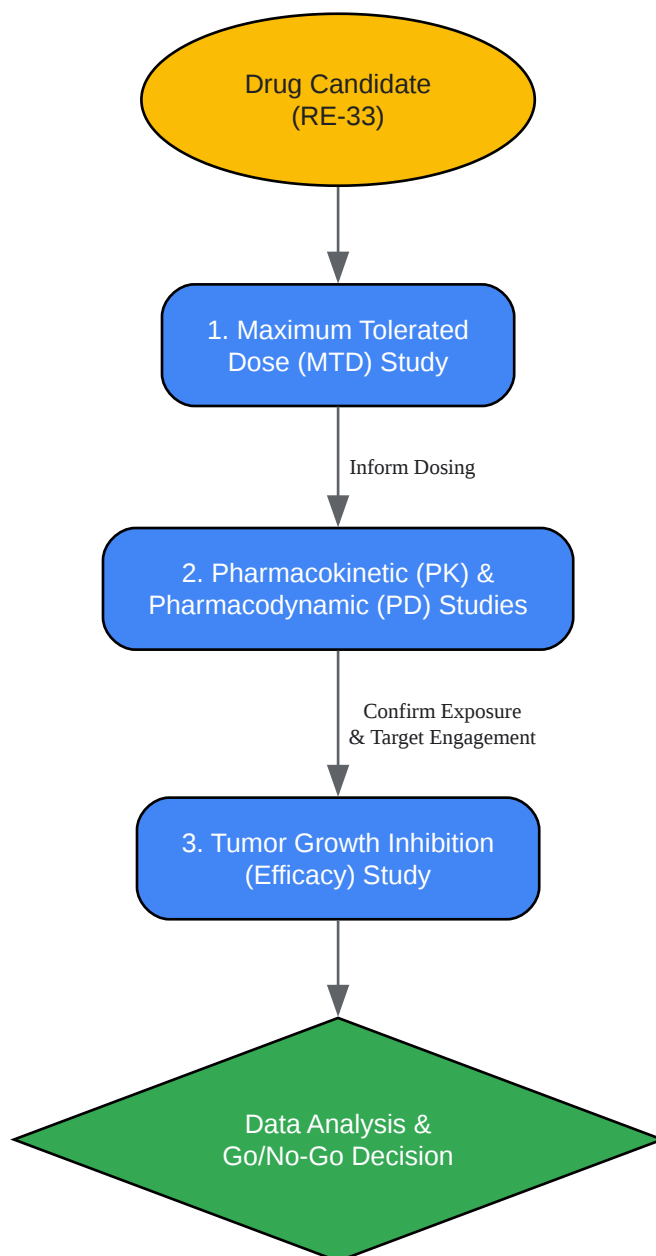 Drug Candidate
(RE-33)
1. Maximum Tolerated
Dose (MTD) Study
Inform Dosing
2. Pharmacokinetic (PK) &
Pharmacodynamic (PD) Studies
Confirm Exposure
& Target Engagement
3. Tumor Growth Inhibition
(Efficacy) Study
Data Analysis &
Go/No-Go Decision